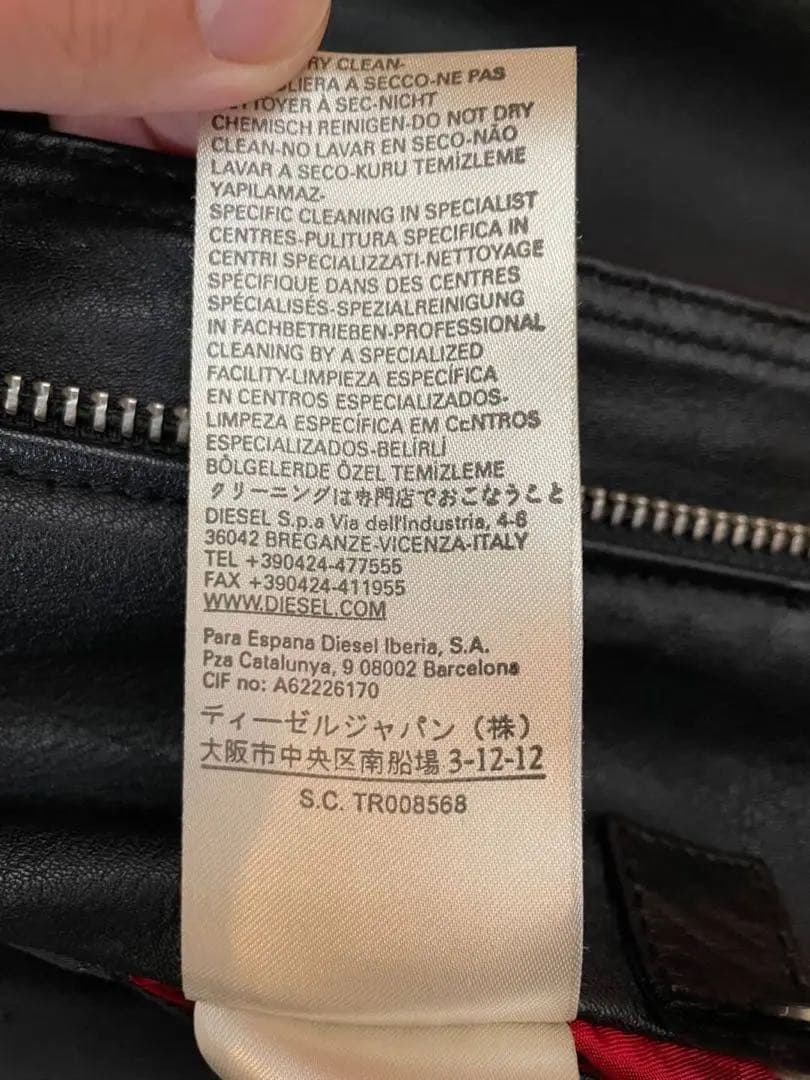 CLEAN-
A SECCO-NE PAS
À SEC-NICHT
CHEMISCH REINIGEN-DO NOT DRY
CLEAN-NO LAVAR EN SECO-NÃO
LAVAR A SECO-KURU TEMİZLEME
YAPILAMAZ-
SPECIFIC CLEANING IN SPECIALIST
CENTRES-PULITURA SPECIFICA IN
CENTRI SPECIALIZZATI-NETTOYAGE
SPÉCIFIQUE DANS DES CENTRES
SPÉCIALISÉS-SPEZIALREINIGUNG
IN FACHBETRIEBEN-PROFESSIONAL
CLEANING BY A SPECIALIZED
FACILITY-LIMPIEZA ESPECÍFICA
EN CENTROS ESPECIALIZADOS-
LIMPEZA ESPECÍFICA EM CENTROS
ESPECIALIZADOS-BELİRLİ
BÖLGELERDE ÖZEL TEMİZLEME
クリーニングは専門店でおこなうこと
DIESEL S.p.a Via dell'Industria, 4-6
36042 BREGANZE-VICENZA-ITALY
TEL +390424-477555
FAX +390424-411955
WWW.DIESEL.COM
Para Espana Diesel Iberia, S.A.
Pza Catalunya, 9 08002 Barcelona
CIF no: A62226170
ディーゼルジャパン（株）
大阪市中央区南船場 3-12-12
S.C. TR008568